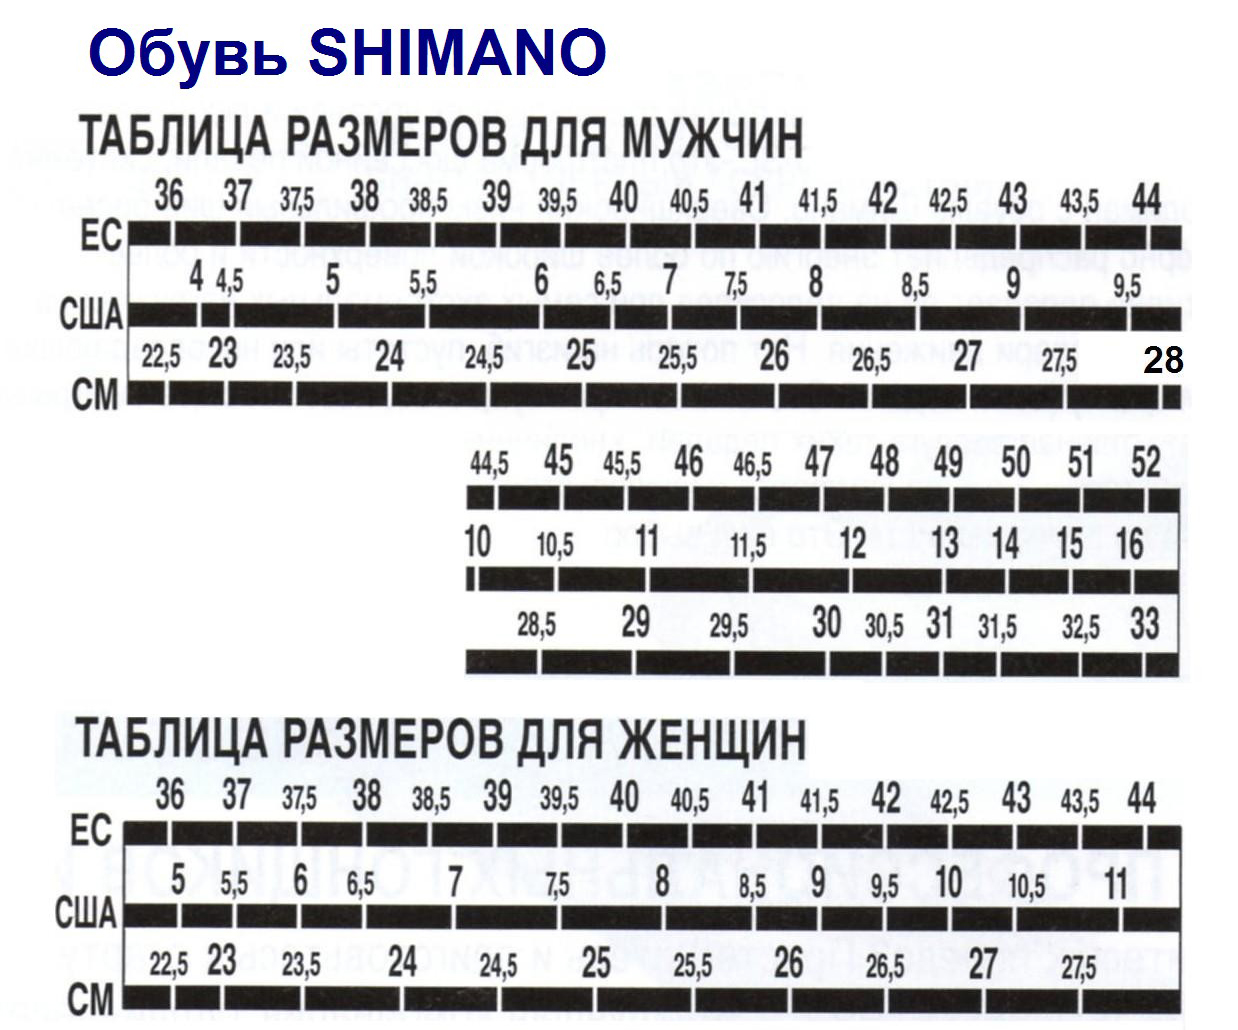 Обувь SHIMANO
ТАБЛИЦА РАЗМЕРОВ ДЛЯ МУЖЧИН
36 37 37,5 38 38,5 39 39,5 40 40,5 41 41,5 42 42,5 43 43,5 44
ЕС
4 4,5 5 5,5 6 6,5 7 7,5 8 8,5 9 9,5
США
22,5 23 23,5 24 24,5 25 25,5 26 26,5 27 27,5 28
СМ
44,5 45 45,5 46 46,5 47 48 49 50 51 52
10 10,5 11 11,5 12 13 14 15 16
28,5 29 29,5 30 30,5 31 31,5 32,5 33
ТАБЛИЦА РАЗМЕРОВ ДЛЯ ЖЕНЩИН
36 37 37,5 38 38,5 39 39,5 40 40,5 41 41,5 42 42,5 43 43,5 44
ЕС
5 5,5 6 6,5 7 7,5 8 8,5 9 9,5 10 10,5 11
США
22,5 23 23,5 24 24,5 25 25,5 26 26,5 27 27,5
СМ